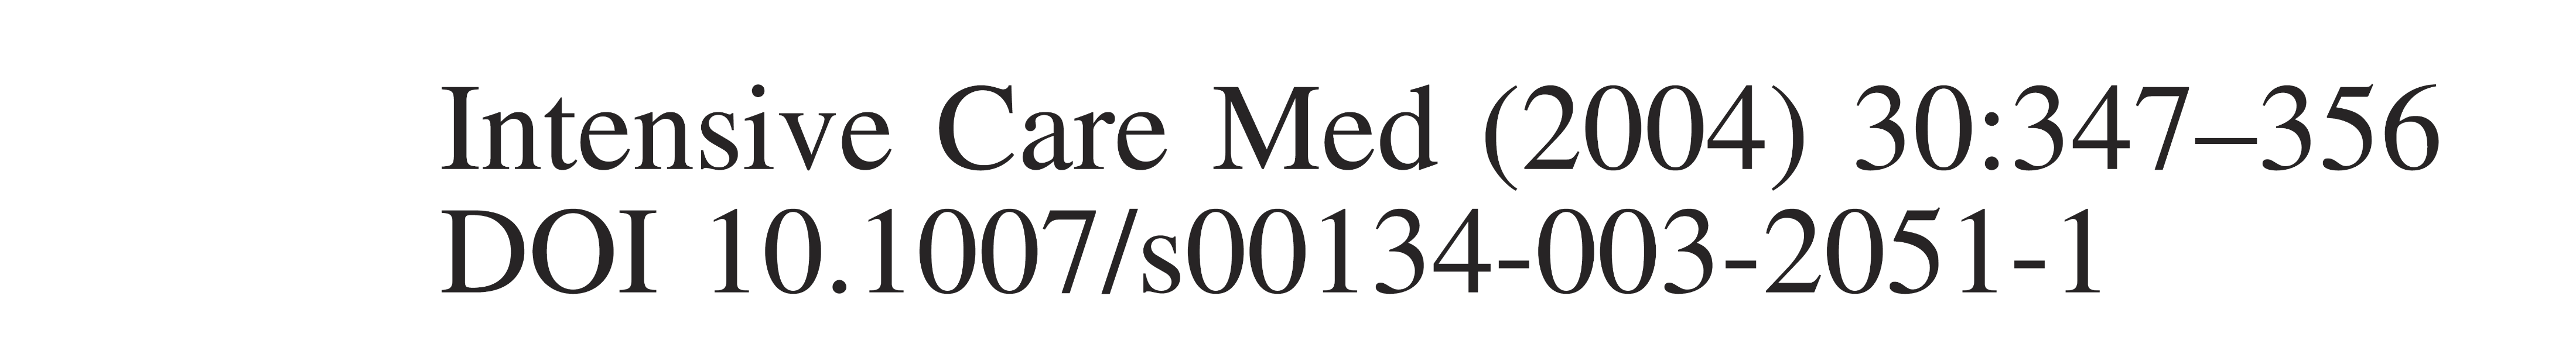 Intensive Care Med (2004) 30:347–356
DOI 10.1007/s00134-003-2051-1